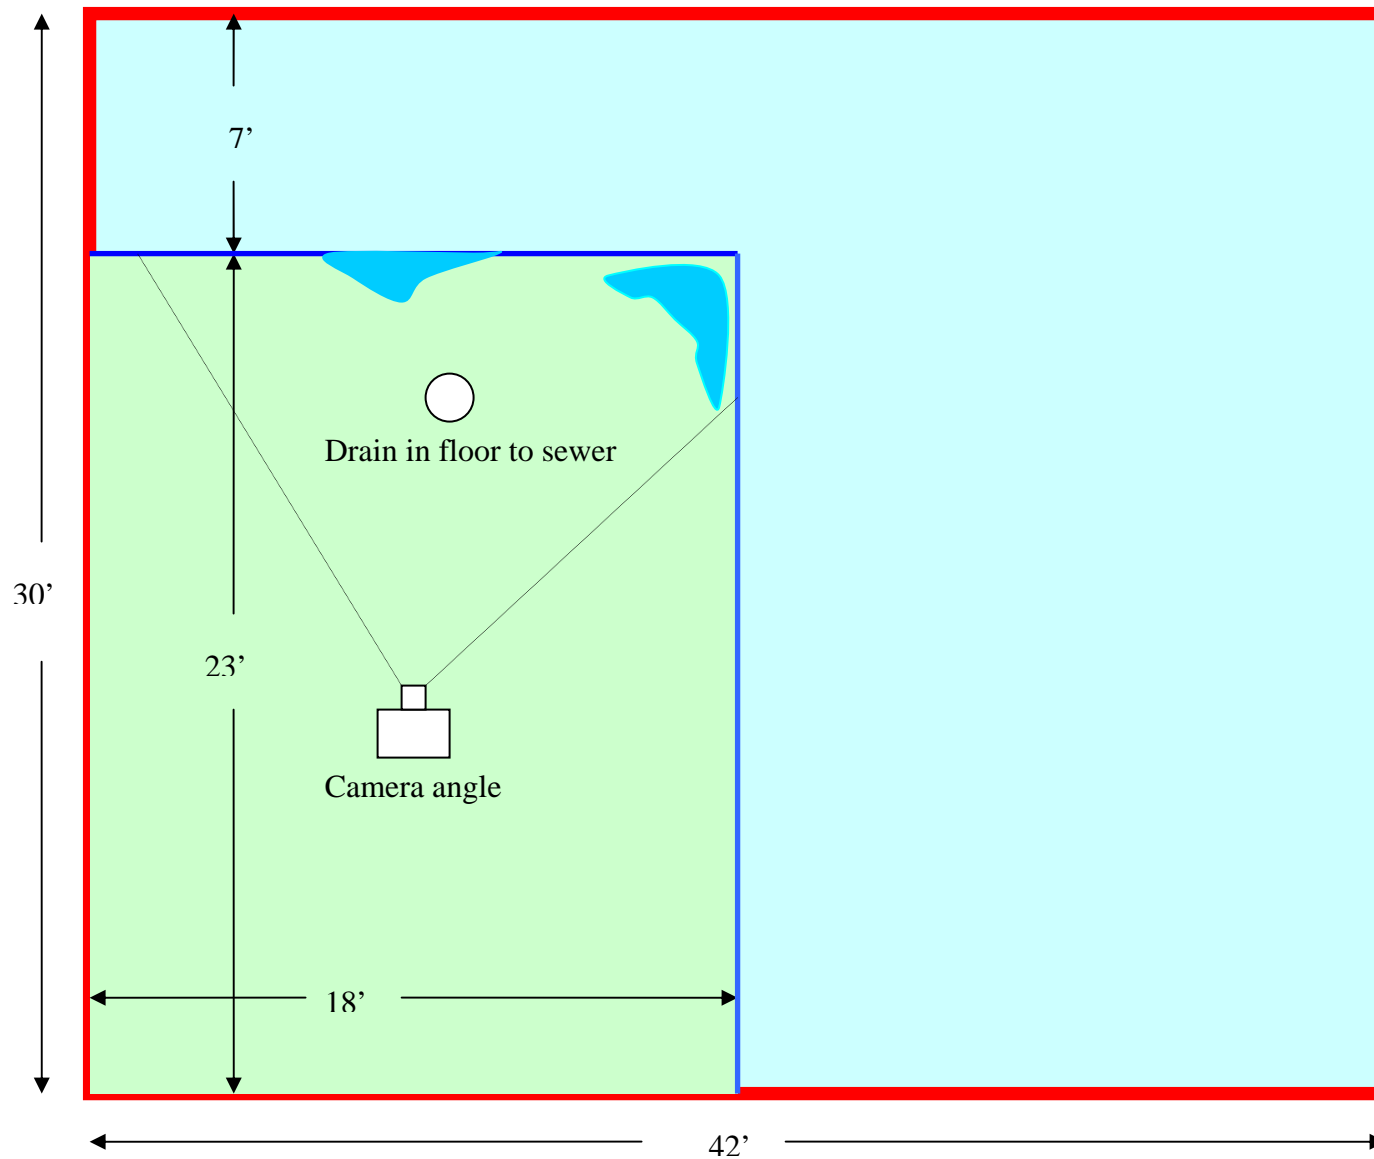 7’
Drain in floor to sewer
30’
23’
Camera angle
18’
42’